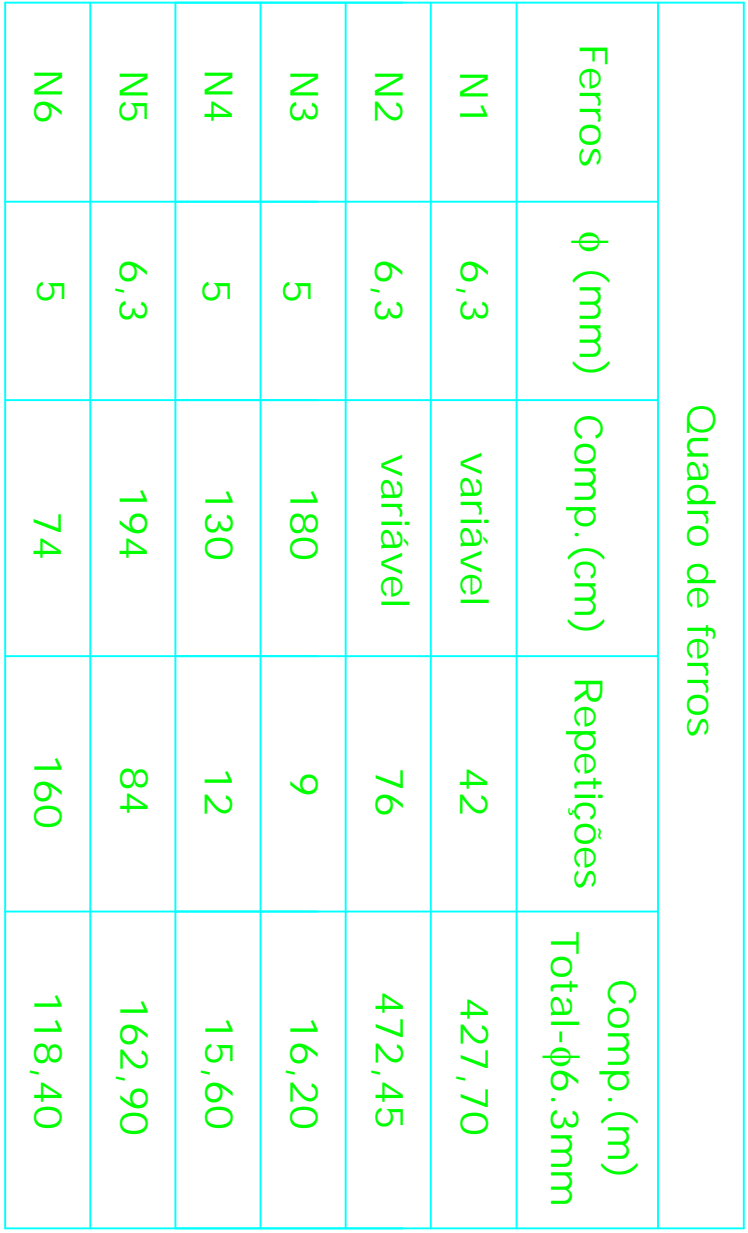 Quadro de ferros
Ferros ϕ (mm) Comp.(cm) Repetições Comp.(m)
Total-ϕ6.3mm
N1 6,3 variável 42 427,70
N2 6,3 variável 76 472,45
N3 5 180 9 16,20
N4 5 130 12 15,60
N5 6,3 194 84 162,90
N6 5 74 160 118,40